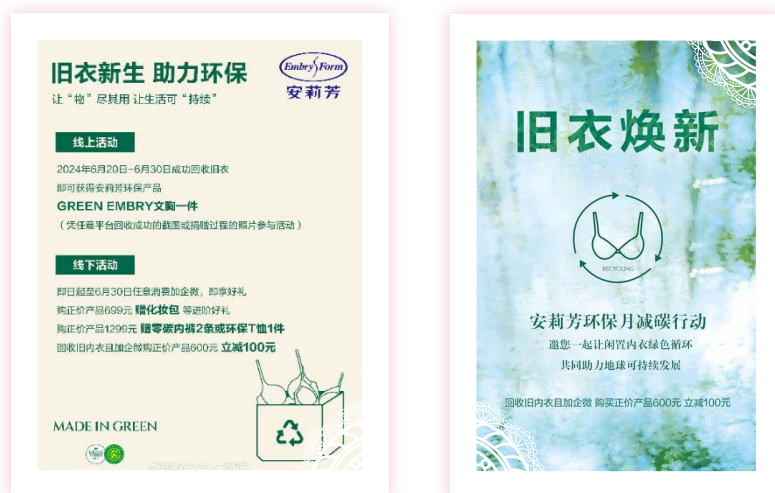 旧衣新生 助力环保
Embry Form
安莉芳
让“物”尽其用 让生活可“持续”
线上活动
2024年6月20日-6月30日成功回收旧衣
即可获得安莉芳环保产品
GREEN EMBRY文胸一件
(凭任意平台回收成功的截图或捐赠过程的照片参与活动)
线下活动
即日起至6月30日任意消费加企微,即享好礼
购正价产品699元 赠化妆包 等进阶好礼
购正价产品1299元 赠零碳内裤2条或环保T恤1件
回收旧内衣且加企微购正价产品600元 立减100元
MADE IN GREEN
旧衣焕新
RECYCLING
安莉芳环保月减碳行动
邀您一起让闲置内衣绿色循环
共同助力地球可持续发展
回收旧内衣且加企微 购买正价产品600元 立减100元